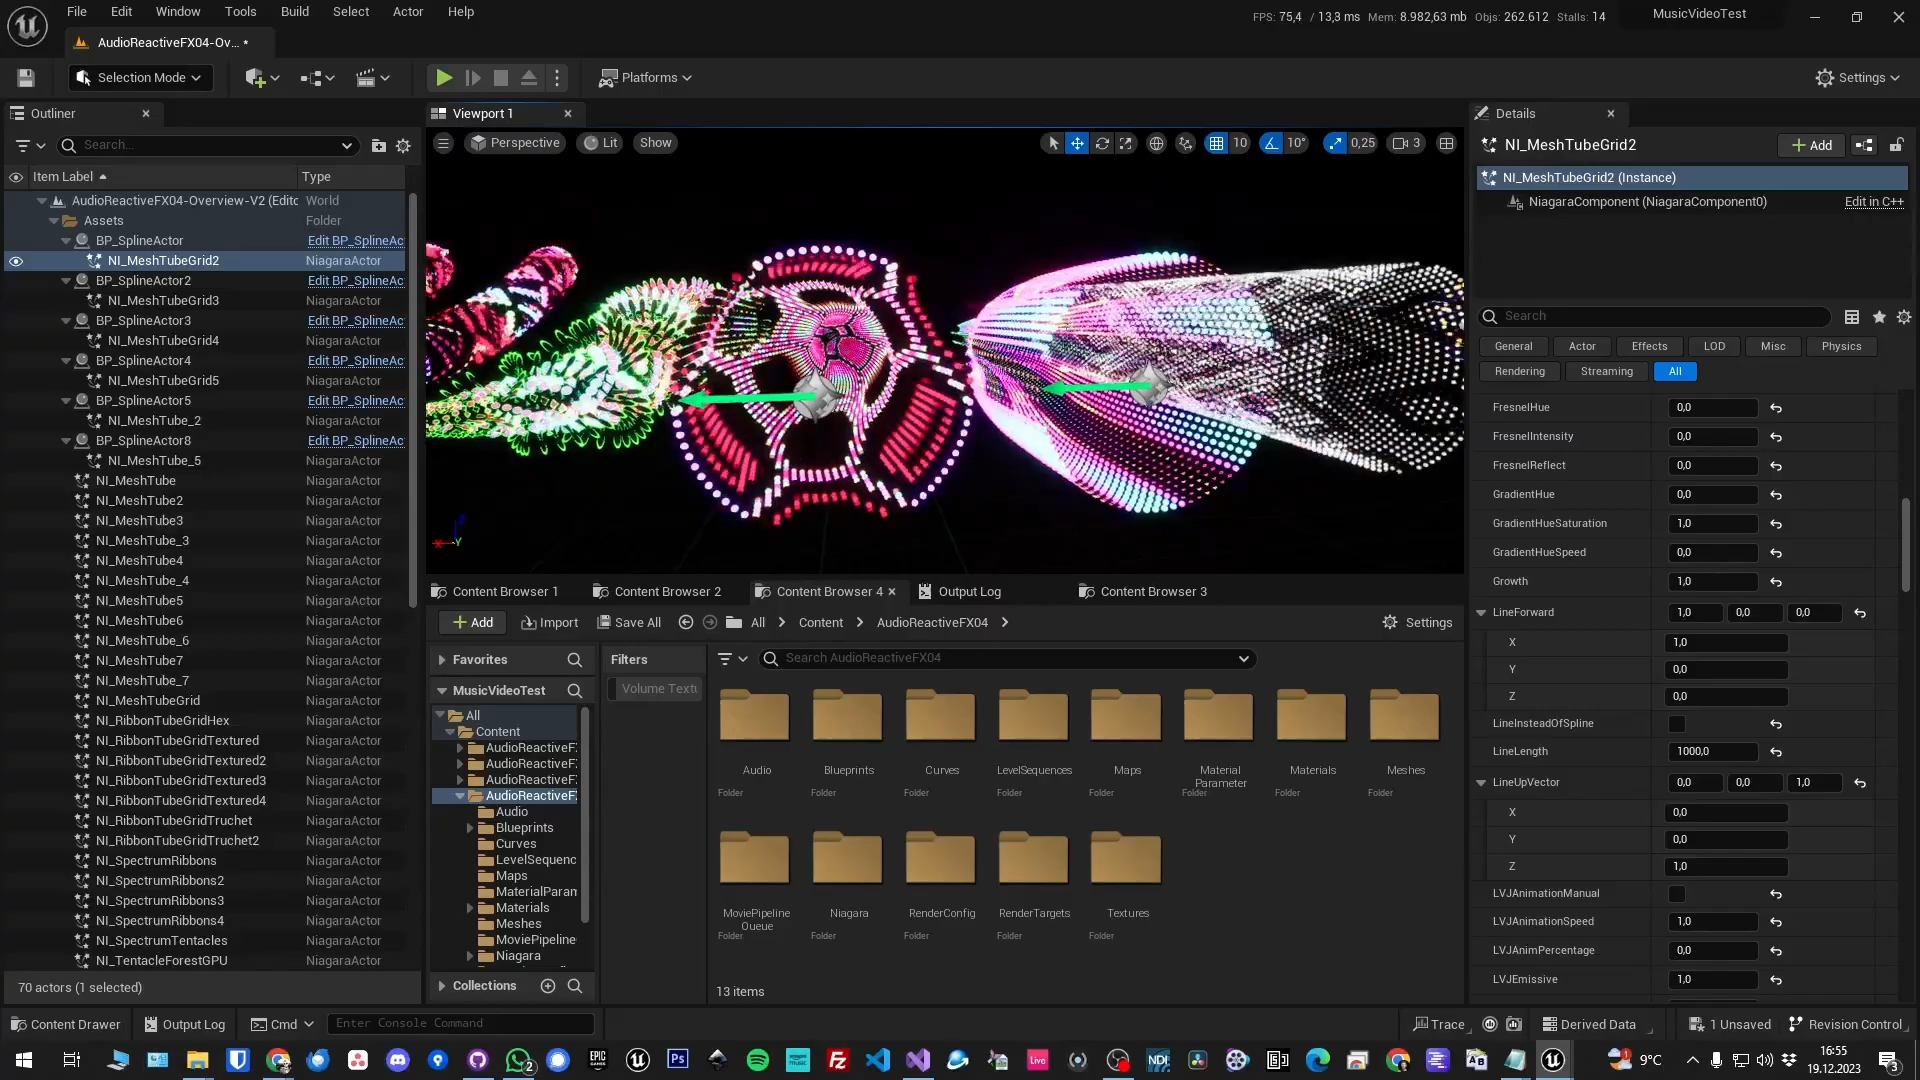 File Edit Window Tools Build Select Actor Help
FPS: 75,4 / 13,3 ms Mem: 8.982,63 mb Objs: 262.612 Stalls: 14
MusicVideoTest
AudioReactiveFX04-Ov... •
Selection Mode
Platforms
Settings
Outliner
Search...
Item Label Type
AudioReactiveFX04-Overview-V2 (Edito World
Assets Folder
BP_SplineActor Edit BP_SplineAc
NI_MeshTubeGrid2 NiagaraActor
BP_SplineActor2 Edit BP_SplineAc
NI_MeshTubeGrid3 NiagaraActor
BP_SplineActor3 Edit BP_SplineAc
NI_MeshTubeGrid4 NiagaraActor
BP_SplineActor4 Edit BP_SplineAc
NI_MeshTubeGrid5 NiagaraActor
BP_SplineActor5 Edit BP_SplineAc
NI_MeshTube_2 NiagaraActor
BP_SplineActor8 Edit BP_SplineAc
NI_MeshTube_5 NiagaraActor
NI_MeshTube NiagaraActor
NI_MeshTube2 NiagaraActor
NI_MeshTube3 NiagaraActor
NI_MeshTube_3 NiagaraActor
NI_MeshTube4 NiagaraActor
NI_MeshTube_4 NiagaraActor
NI_MeshTube5 NiagaraActor
NI_MeshTube6 NiagaraActor
NI_MeshTube_6 NiagaraActor
NI_MeshTube7 NiagaraActor
NI_MeshTube_7 NiagaraActor
NI_MeshTubeGrid NiagaraActor
NI_RibbonTubeGridHex NiagaraActor
NI_RibbonTubeGridTextured NiagaraActor
NI_RibbonTubeGridTextured2 NiagaraActor
NI_RibbonTubeGridTextured3 NiagaraActor
NI_RibbonTubeGridTextured4 NiagaraActor
NI_RibbonTubeGridTruchet NiagaraActor
NI_RibbonTubeGridTruchet2 NiagaraActor
NI_SpectrumRibbons NiagaraActor
NI_SpectrumRibbons2 NiagaraActor
NI_SpectrumRibbons3 NiagaraActor
NI_SpectrumRibbons4 NiagaraActor
NI_SpectrumTentacles NiagaraActor
NI_TentacleForestGPU NiagaraActor
70 actors (1 selected)
Viewport 1
Perspective Lit Show
10 10° 0,25 3
X Y
Content Browser 1 Content Browser 2 Content Browser 4 Output Log Content Browser 3
Add Import Save All All Content AudioReactiveFX04
Settings
Favorites
MusicVideoTest
All
Content
AudioReactiveF
AudioReactiveF
AudioReactiveF
AudioReactiveF
Audio
Blueprints
Curves
LevelSequenc
Maps
MaterialParam
Materials
Meshes
MoviePipeline
Niagara
Collections
Filters
Volume Textu
Search AudioReactiveFX04
Audio Blueprints Curves LevelSequences Maps Material Parameter Materials Meshes
Folder Folder Folder Folder Folder Folder Folder Folder
MoviePipeline Queue Niagara RenderConfig RenderTargets Textures
Folder Folder Folder Folder Folder
13 items
Details
NI_MeshTubeGrid2
Add
NI_MeshTubeGrid2 (Instance)
NiagaraComponent (NiagaraComponent0) Edit in C++
Search
General Actor Effects LOD Misc Physics
Rendering Streaming All
FresnelHue 0,0
FresnelIntensity 0,0
FresnelReflect 0,0
GradientHue 0,0
GradientHueSaturation 1,0
GradientHueSpeed 0,0
Growth 1,0
LineForward 1,0 0,0 0,0
X 1,0
Y 0,0
Z 0,0
LineInsteadOfSpline
LineLength 1000,0
LineUpVector 0,0 0,0 1,0
X 0,0
Y 0,0
Z 1,0
LVJAnimationManual
LVJAnimationSpeed 1,0
LVJAnimPercentage 0,0
LVJEmissive 1,0
Content Drawer Output Log Cmd Enter Console Command
Trace Derived Data 1 Unsaved Revision Control
9°C
16:55
19.12.2023